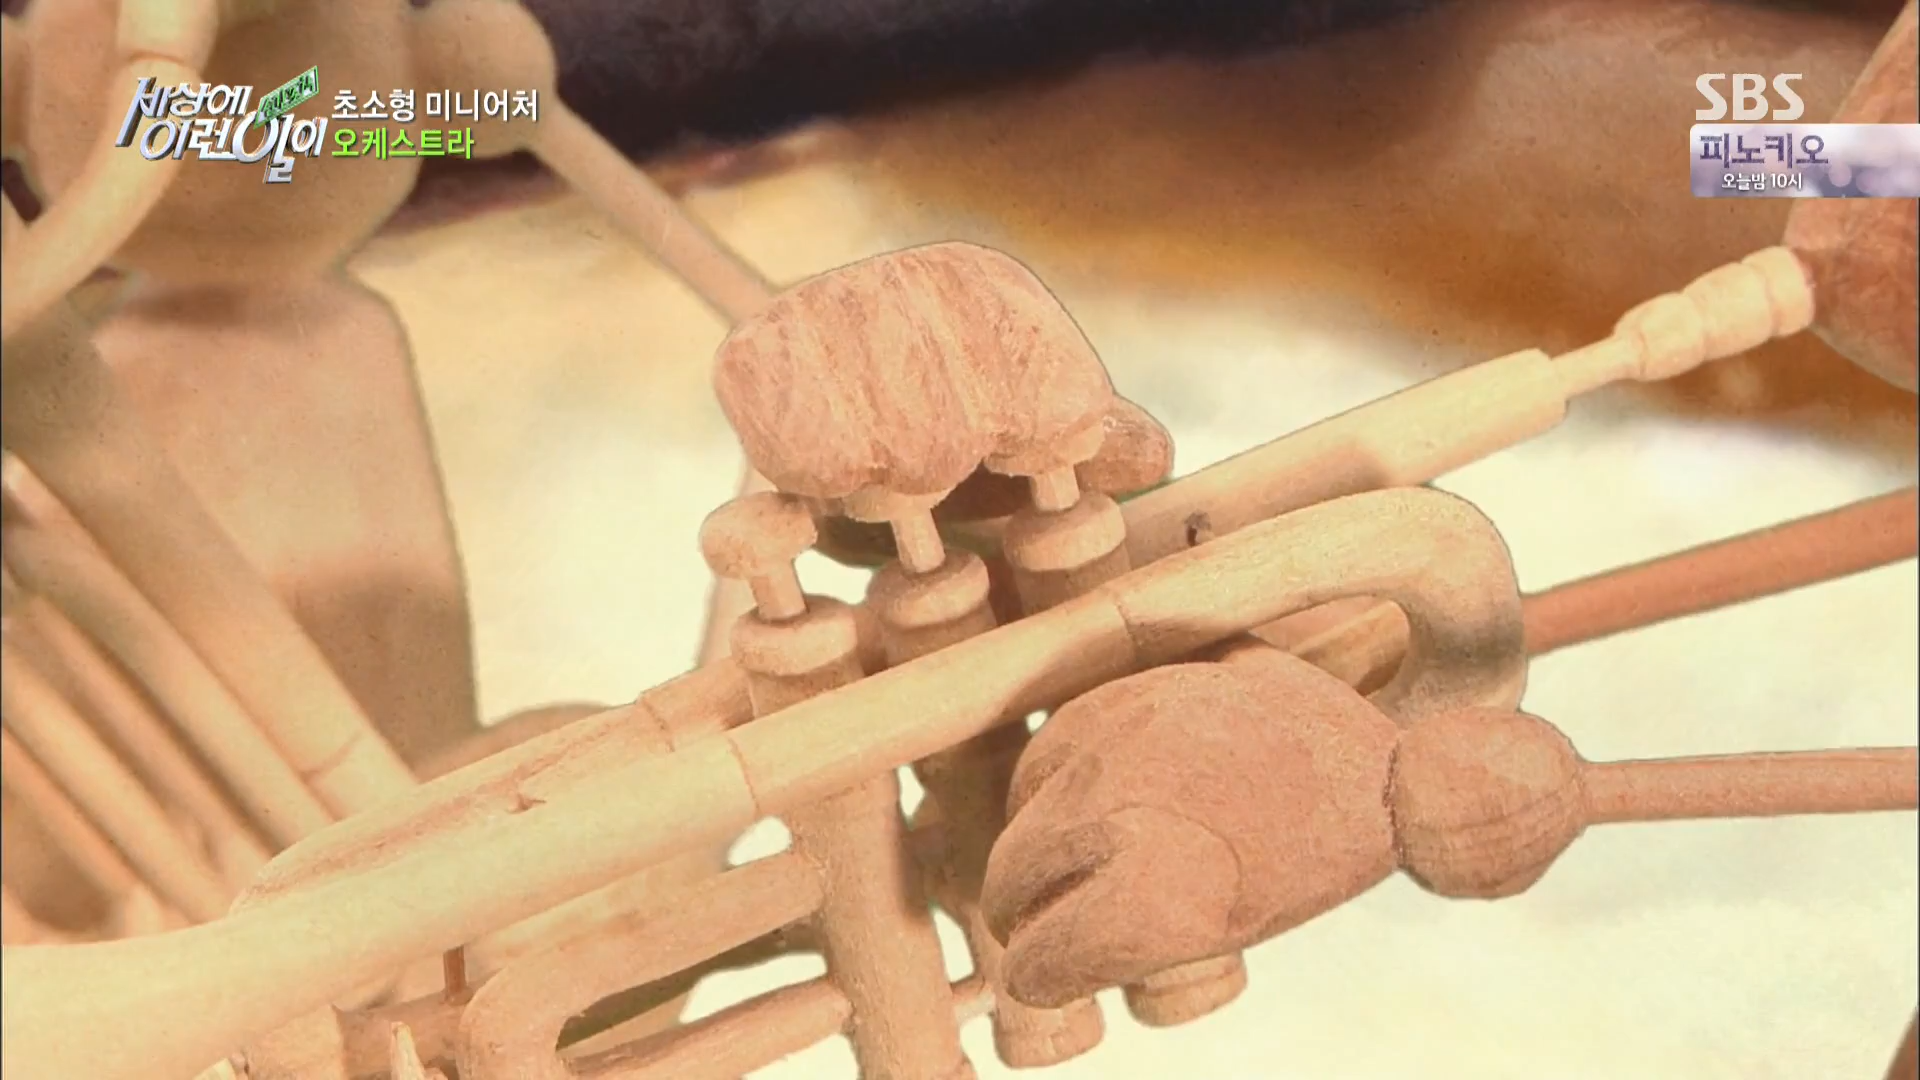 세상에
이런일이
초소형 미니어처
오케스트라
SBS
피노키오
오늘밤 10시